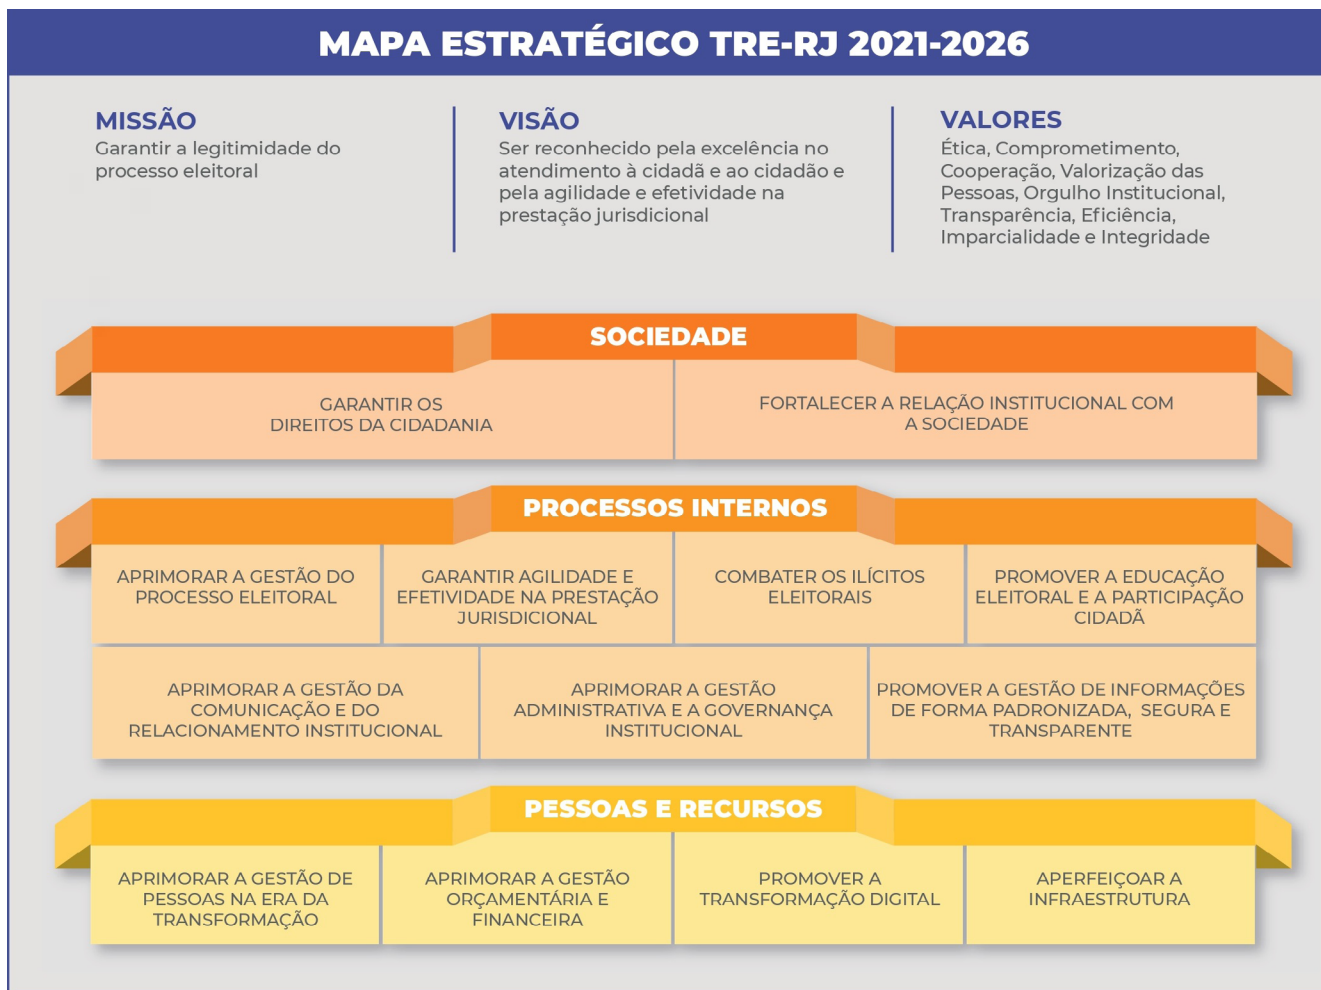 MAPA ESTRATÉGICO TRE-RJ 2021-2026
MISSÃO
Garantir a legitimidade do
processo eleitoral
VISÃO
Ser reconhecido pela excelência no
atendimento à cidadã e ao cidadão e
pela agilidade e efetividade na
prestação jurisdicional
VALORES
Ética, Comprometimento,
Cooperação, Valorização das
Pessoas, Orgulho Institucional,
Transparência, Eficiência,
Imparcialidade e Integridade
SOCIEDADE
GARANTIR OS
DIREITOS DA CIDADANIA
FORTALECER A RELAÇÃO INSTITUCIONAL COM
A SOCIEDADE
PROCESSOS INTERNOS
APRIMORAR A GESTÃO DO
PROCESSO ELEITORAL
GARANTIR AGILIDADE E
EFETIVIDADE NA PRESTAÇÃO
JURISDICIONAL
COMBATER OS ILÍCITOS
ELEITORAIS
PROMOVER A EDUCAÇÃO
ELEITORAL E A PARTICIPAÇÃO
CIDADÃ
APRIMORAR A GESTÃO DA
COMUNICAÇÃO E DO
RELACIONAMENTO INSTITUCIONAL
APRIMORAR A GESTÃO
ADMINISTRATIVA E A GOVERNANÇA
INSTITUCIONAL
PROMOVER A GESTÃO DE INFORMAÇÕES
DE FORMA PADRONIZADA, SEGURA E
TRANSPARENTE
PESSOAS E RECURSOS
APRIMORAR A GESTÃO DE
PESSOAS NA ERA DA
TRANSFORMAÇÃO
APRIMORAR A GESTÃO
ORÇAMENTÁRIA E
FINANCEIRA
PROMOVER A
TRANSFORMAÇÃO DIGITAL
APERFEIÇOAR A
INFRAESTRUTURA